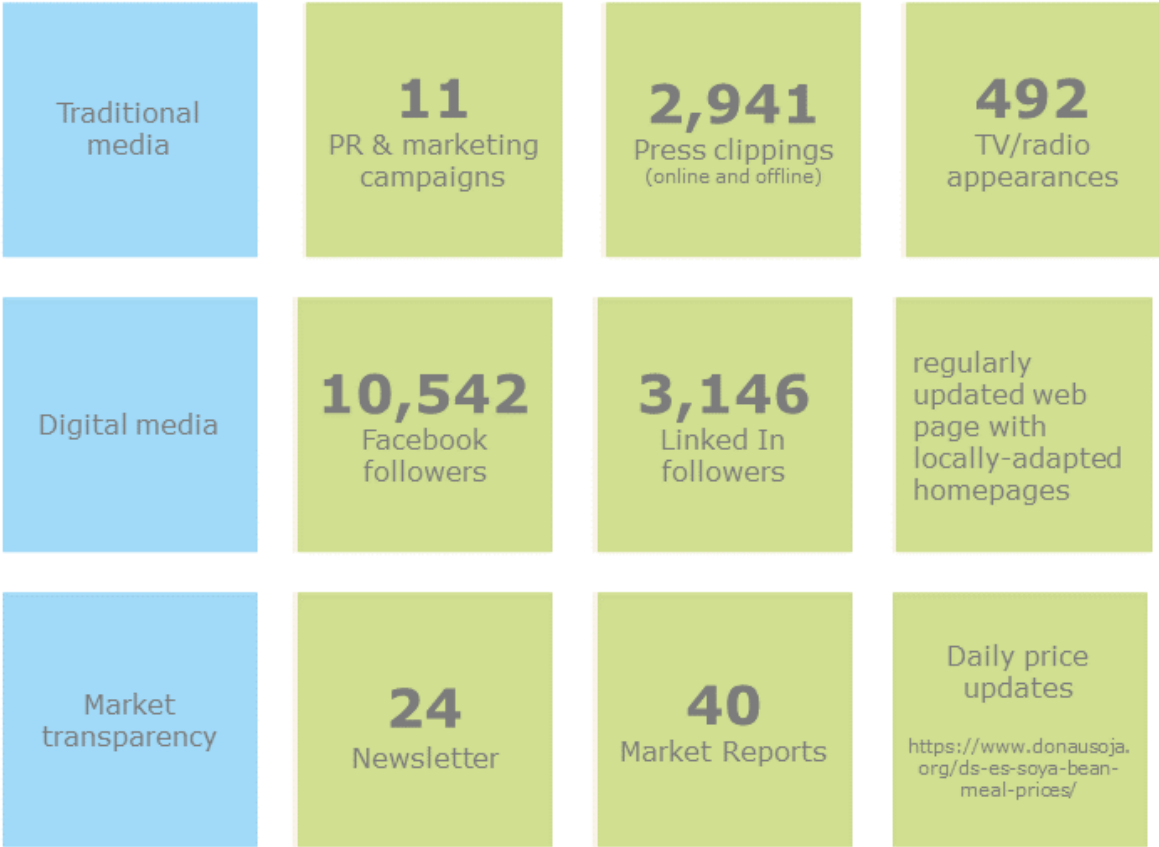 Traditional
media
11
PR & marketing
campaigns
2,941
Press clippings
(online and offline)
492
TV/radio
appearances
Digital media
10,542
Facebook
followers
3,146
Linked In
followers
regularly
updated web
page with
locally-adapted
homepages
Market
transparency
24
Newsletter
40
Market Reports
Daily price
updates
https://www.donausoja.
org/ds-es-soya-bean-
meal-prices/